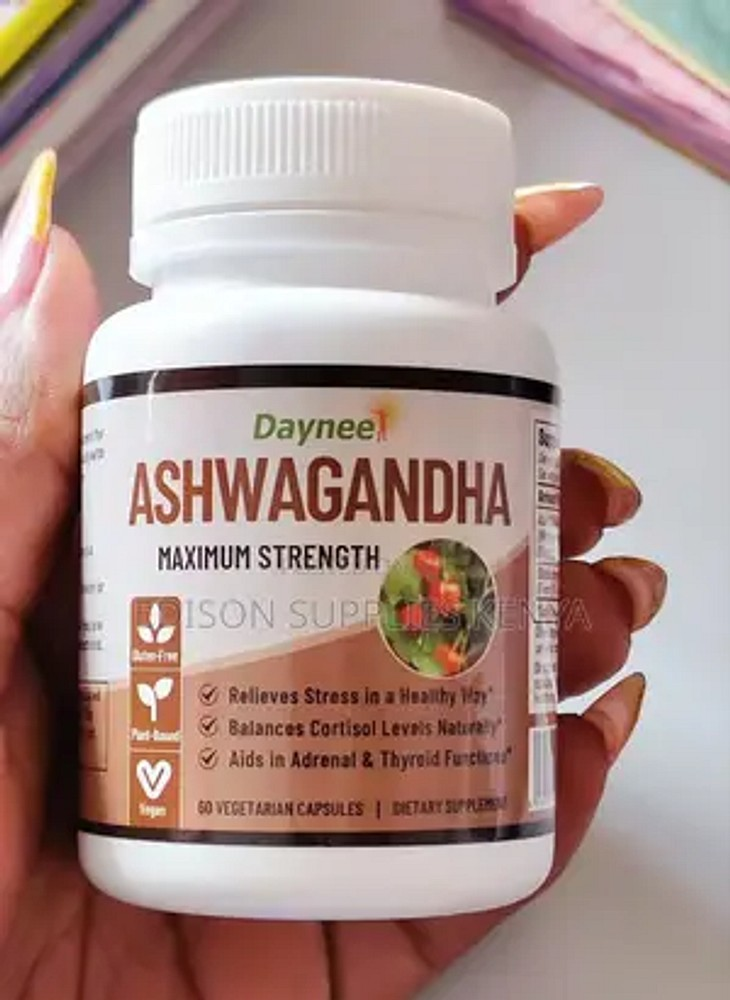 Daynee
ASHWAGANDHA
MAXIMUM STRENGTH
EDISON SUPPLIES KENYA
Gluten-Free
Plant-Based
Vegan
Relieves Stress in a Healthy Way*
Balances Cortisol Levels Naturally*
Aids in Adrenal & Thyroid Functions*
60 VEGETARIAN CAPSULES | DIETARY SUPPLEMENT